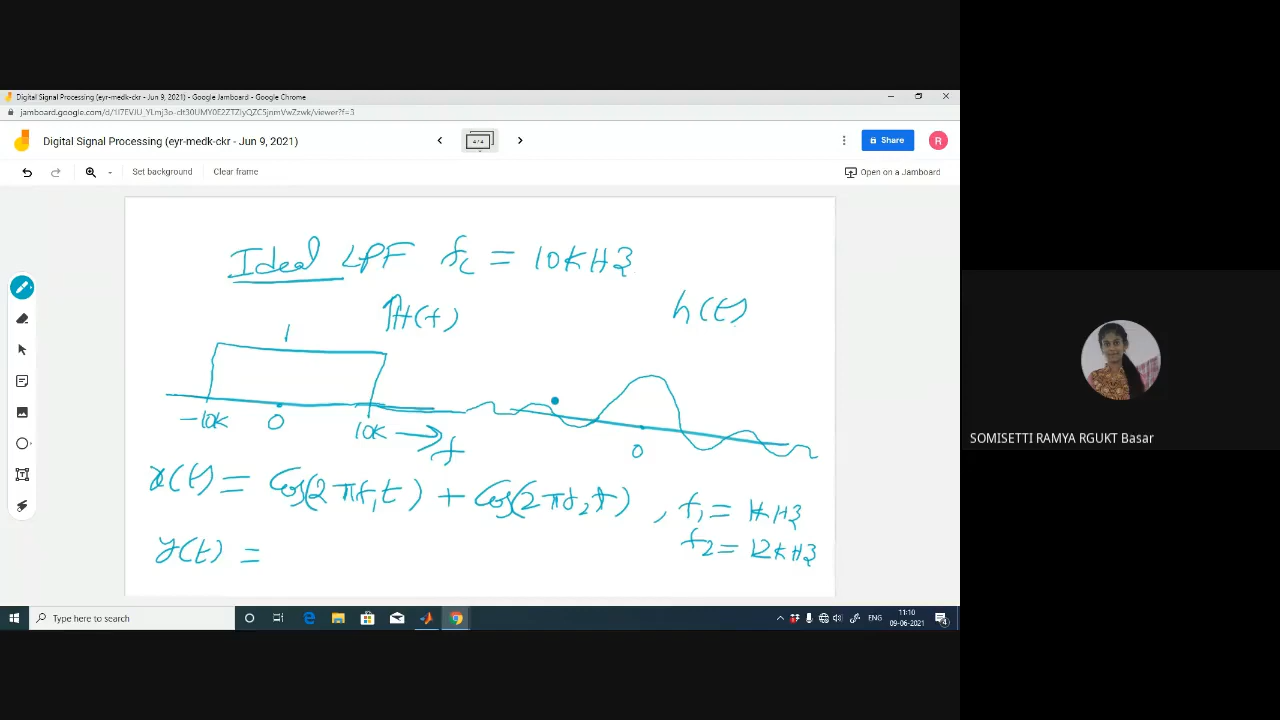 Digital Signal Processing (eyr-medk-ckr - Jun 9, 2021) - Google Jamboard - Google Chrome
Digital Signal Processing (eyr-medk-ckr - Jun 9, 2021)
4 / 4
Share
R
Set background
Clear frame
Open on a Jamboard
Ideal LPF fc = 10KHz
H(f)
h(t)
1
-10K 0 10K f
0
x(t) = Cos(2πf1t) + Cos(2πf2t) , f1 = 1KHz
f2 = 12KHz
y(t) =
SOMISETTI RAMYA RGUKT Basar
Type here to search
ENG
11:10
09-06-2021
4